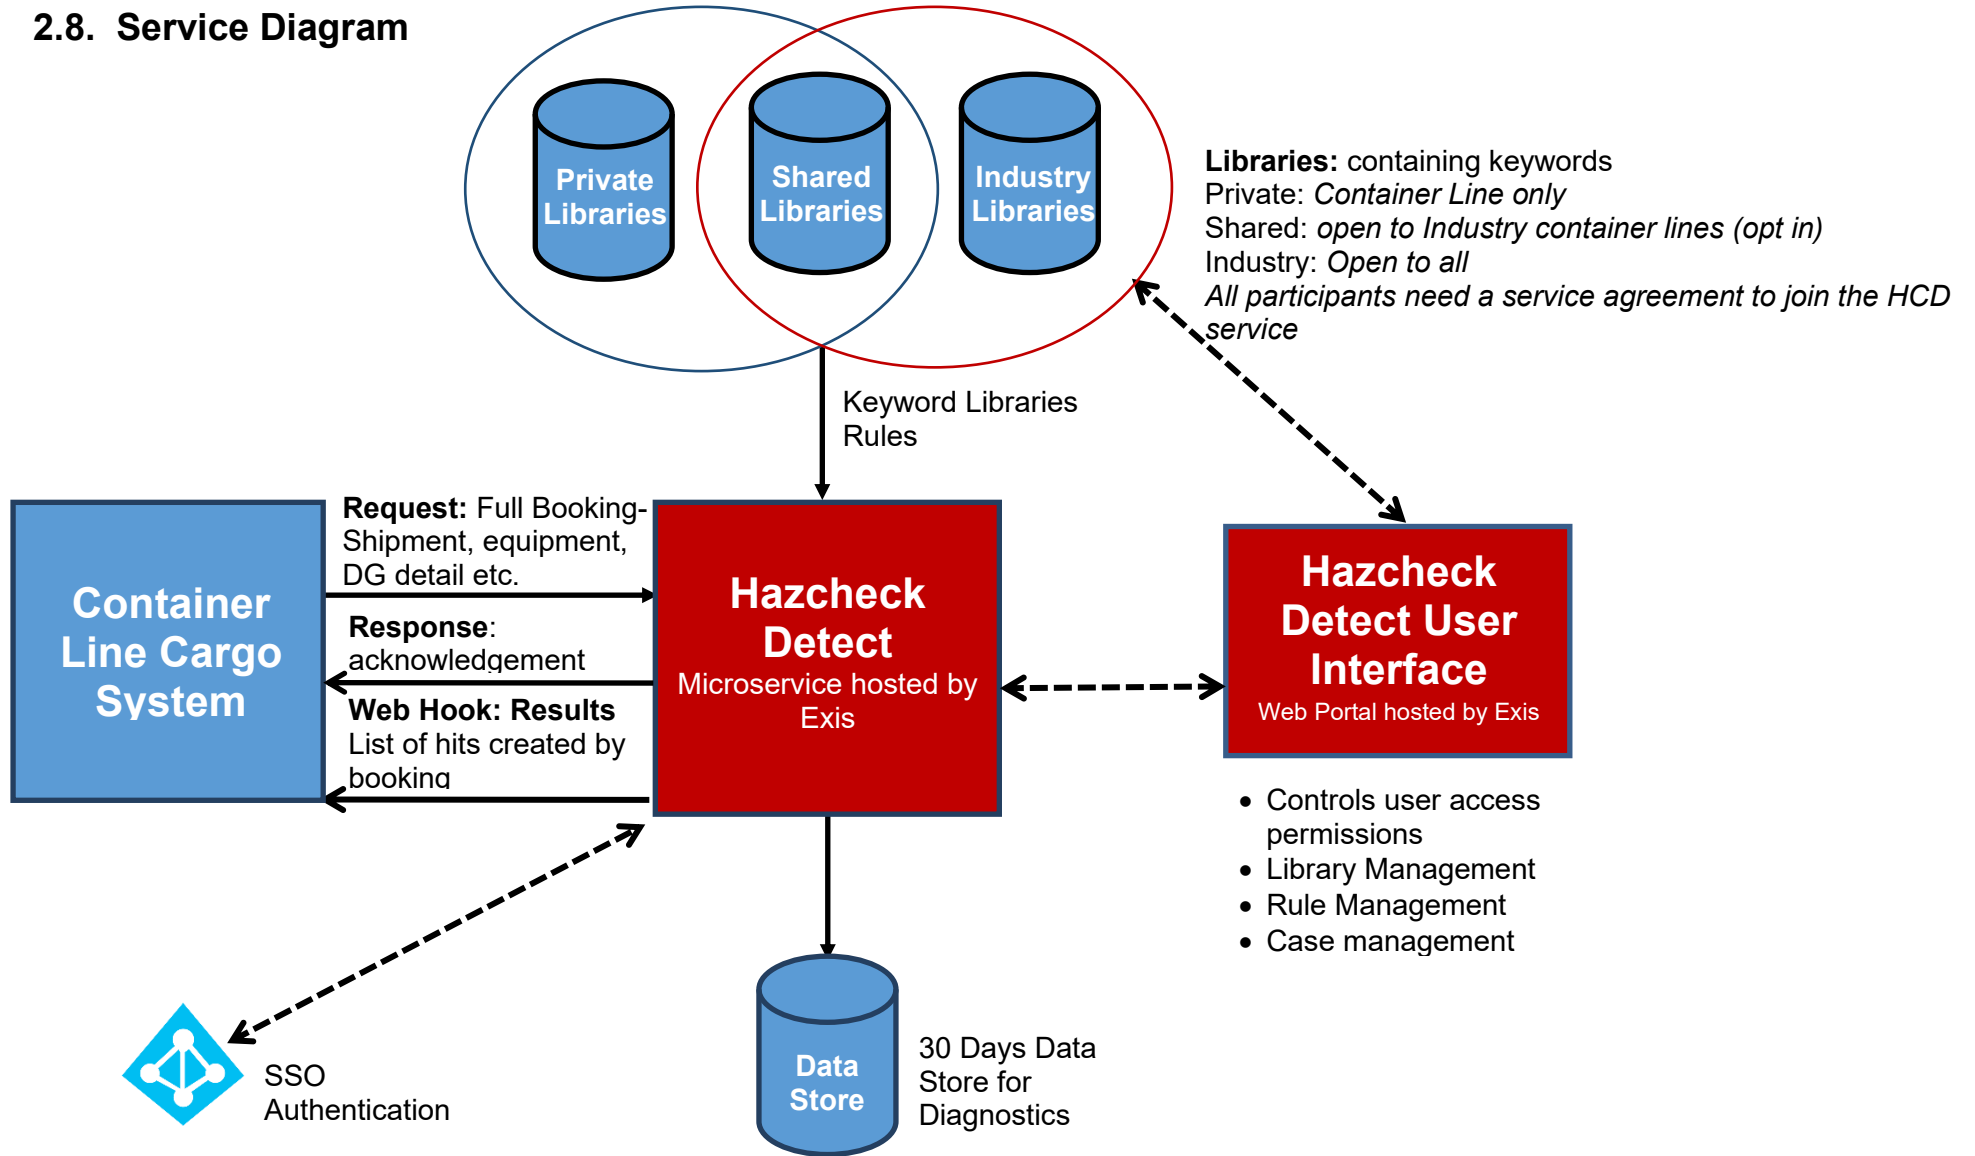 2.8. Service Diagram
Private
Libraries
Shared
Libraries
Industry
Libraries
Libraries: containing keywords
Private: Container Line only
Shared: open to Industry container lines (opt in)
Industry: Open to all
All participants need a service agreement to join the HCD
service
Keyword Libraries
Rules
Container
Line Cargo
System
Request: Full Booking-
Shipment, equipment,
DG detail etc.
Response:
acknowledgement
Web Hook: Results
List of hits created by
booking
Hazcheck
Detect
Microservice hosted by
Exis
Hazcheck
Detect User
Interface
Web Portal hosted by Exis
• Controls user access
permissions
• Library Management
• Rule Management
• Case management
SSO
Authentication
Data
Store
30 Days Data
Store for
Diagnostics